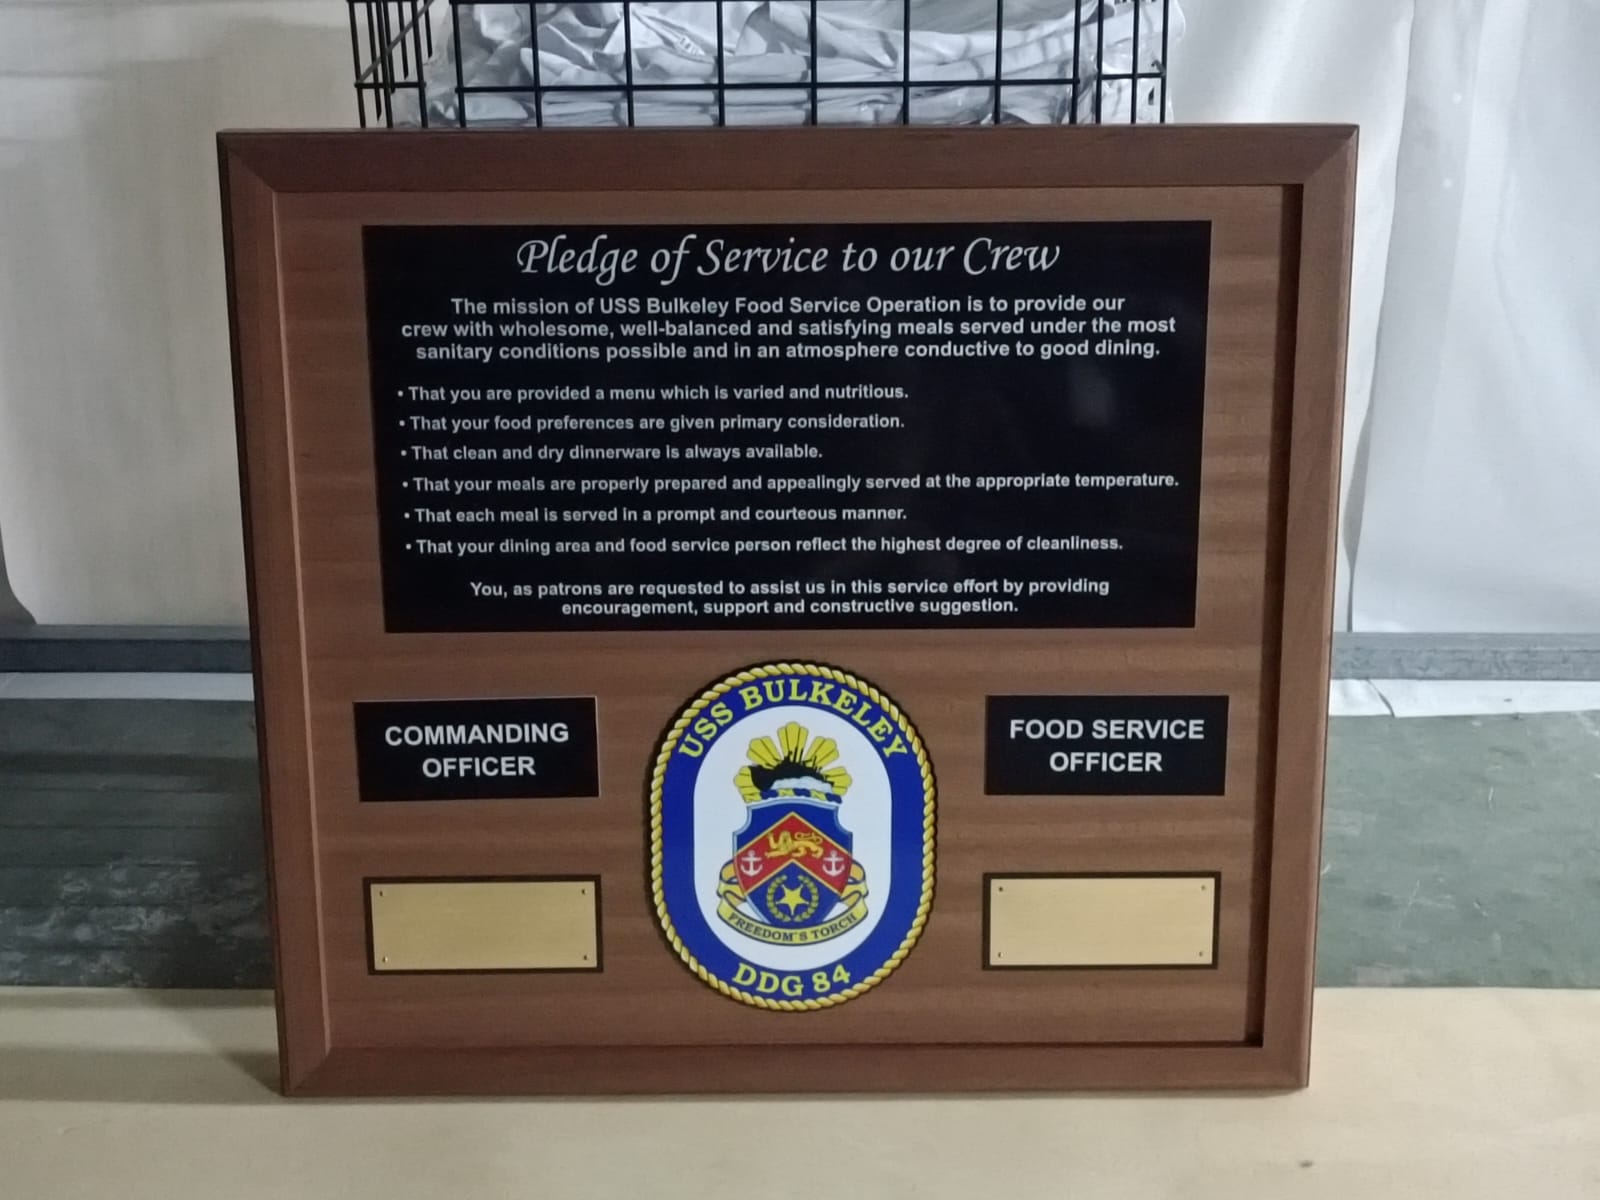 Pledge of Service to our Crew
The mission of USS Bulkeley Food Service Operation is to provide our
crew with wholesome, well-balanced and satisfying meals served under the most
sanitary conditions possible and in an atmosphere conductive to good dining.
• That you are provided a menu which is varied and nutritious.
• That your food preferences are given primary consideration.
• That clean and dry dinnerware is always available.
• That your meals are properly prepared and appealingly served at the appropriate temperature.
• That each meal is served in a prompt and courteous manner.
• That your dining area and food service person reflect the highest degree of cleanliness.
You, as patrons are requested to assist us in this service effort by providing
encouragement, support and constructive suggestion.
COMMANDING
OFFICER
USS BULKELEY
FREEDOM'S TORCH
DDG 84
FOOD SERVICE
OFFICER